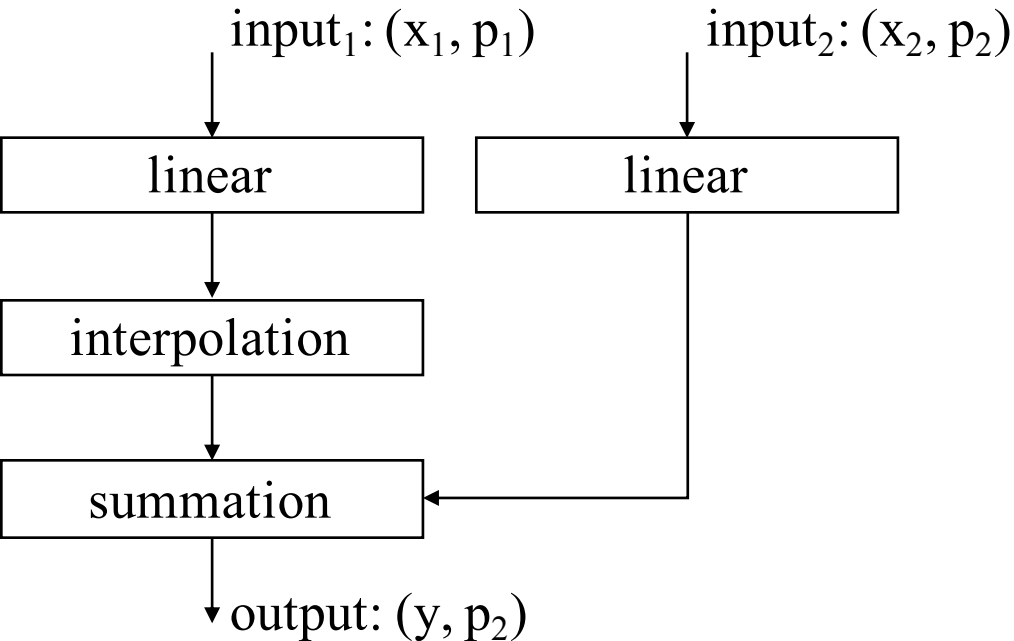 input₁: (x₁, p₁)
input₂: (x₂, p₂)
linear
linear
interpolation
summation
output: (y, p₂)